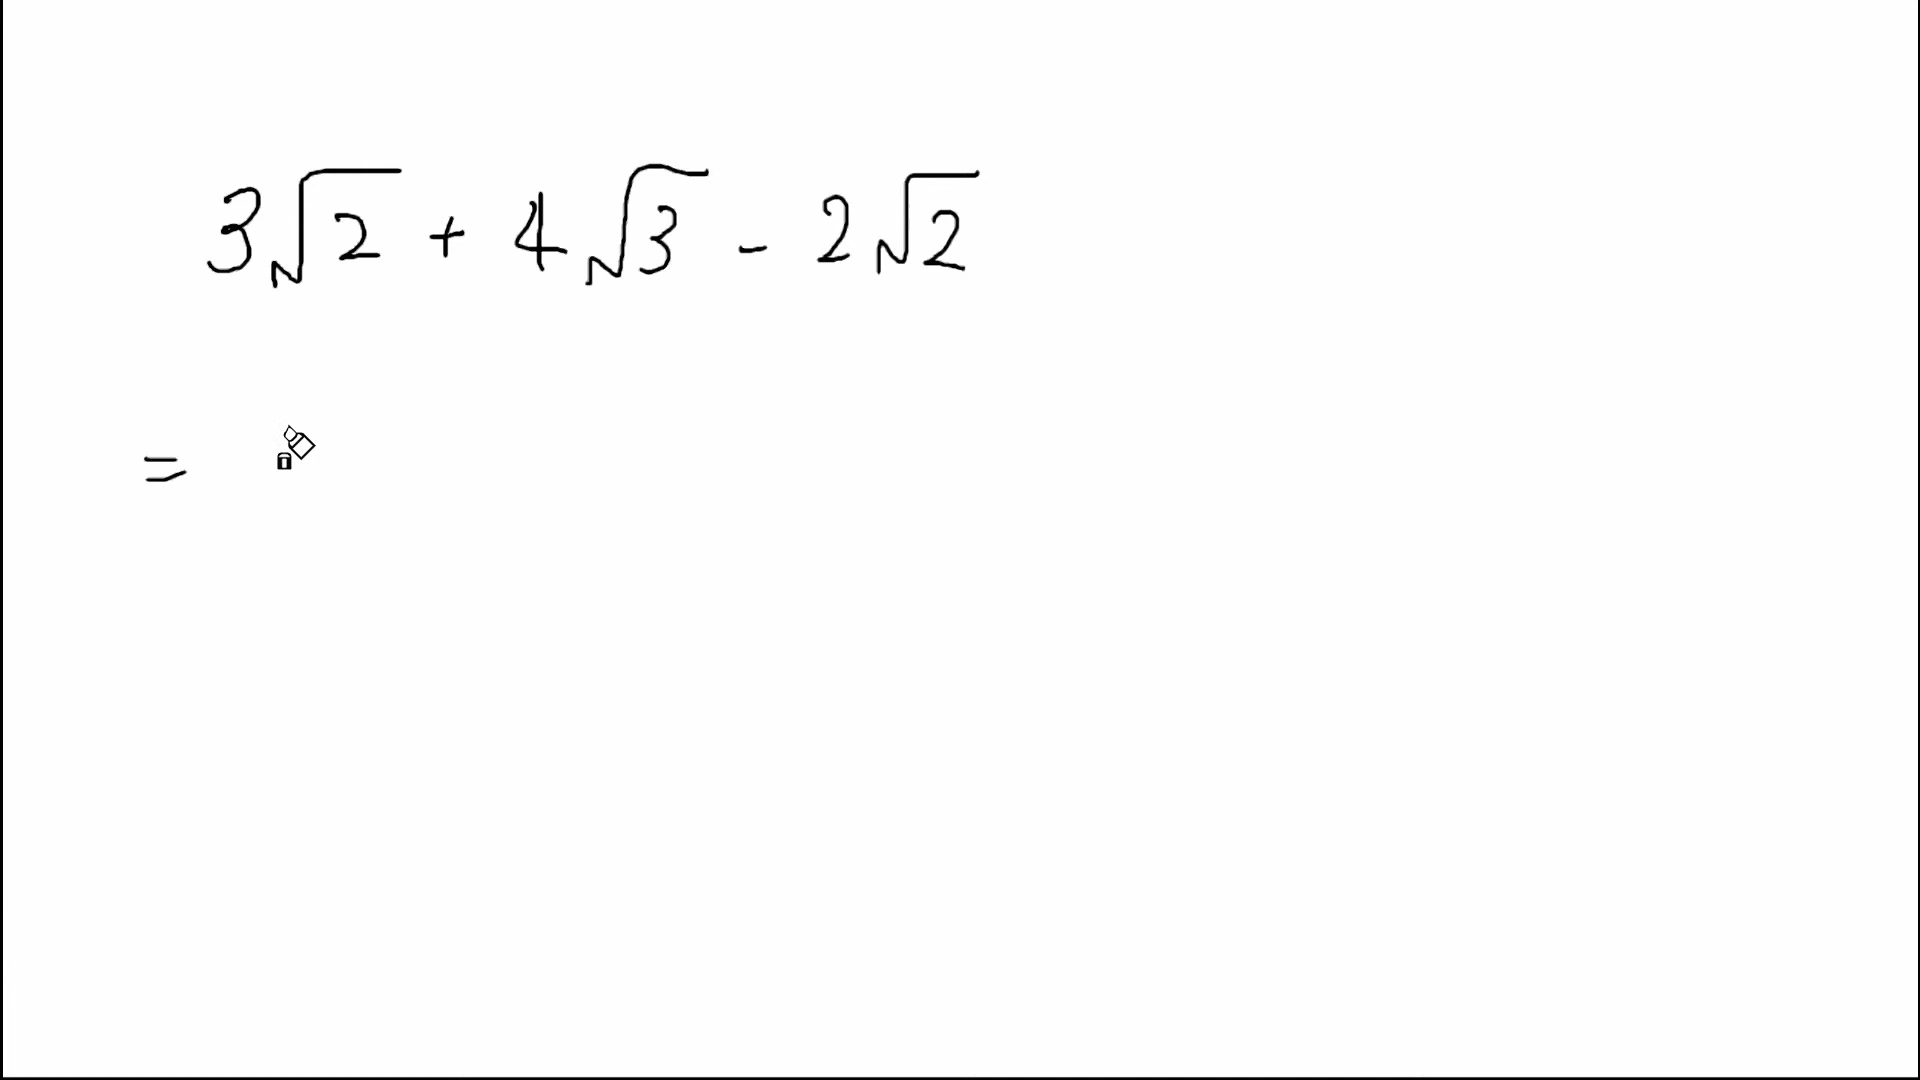 3√2 + 4√3 - 2√2
=